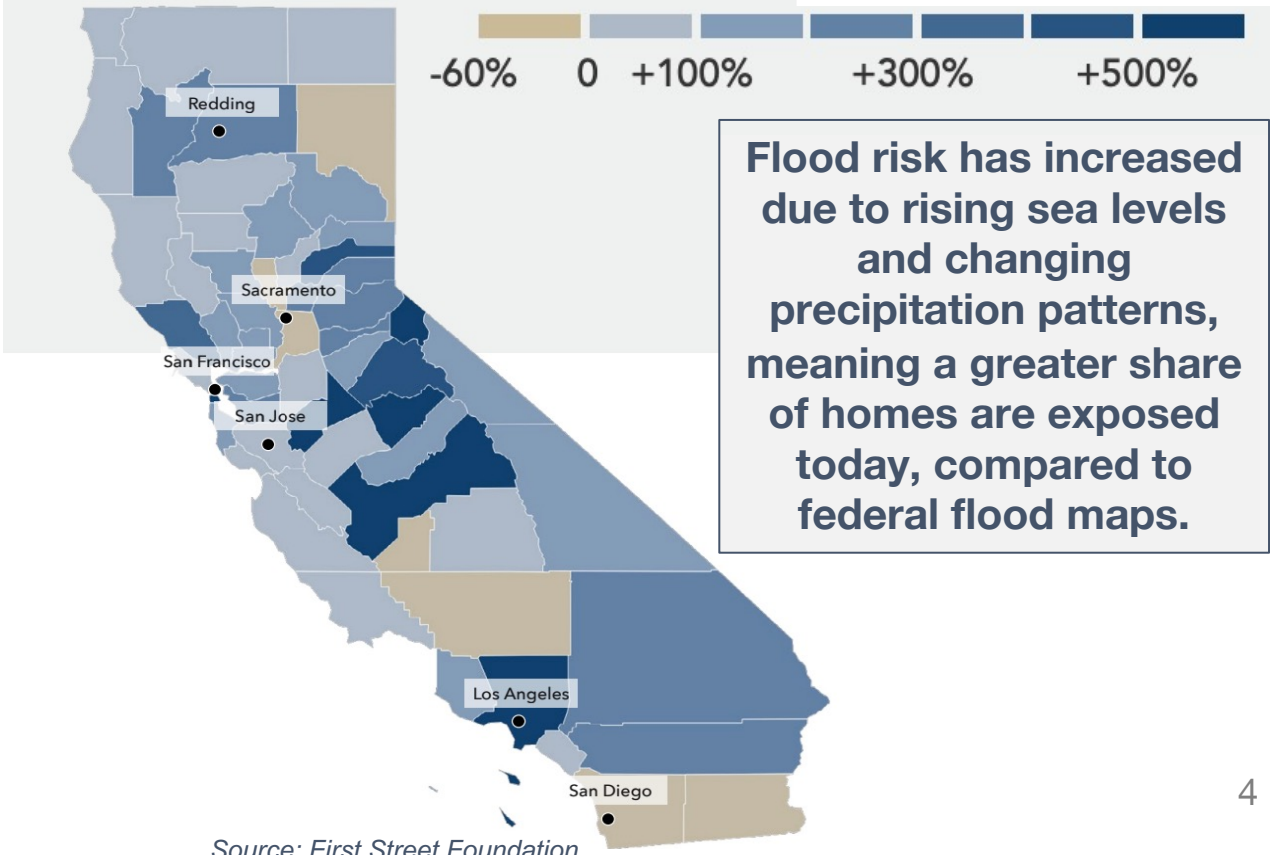 -60% 0 +100% +300% +500%
Redding
Sacramento
San Francisco
San Jose
Los Angeles
San Diego
Flood risk has increased
due to rising sea levels
and changing
precipitation patterns,
meaning a greater share
of homes are exposed
today, compared to
federal flood maps.
4
Source: First Street Foundation